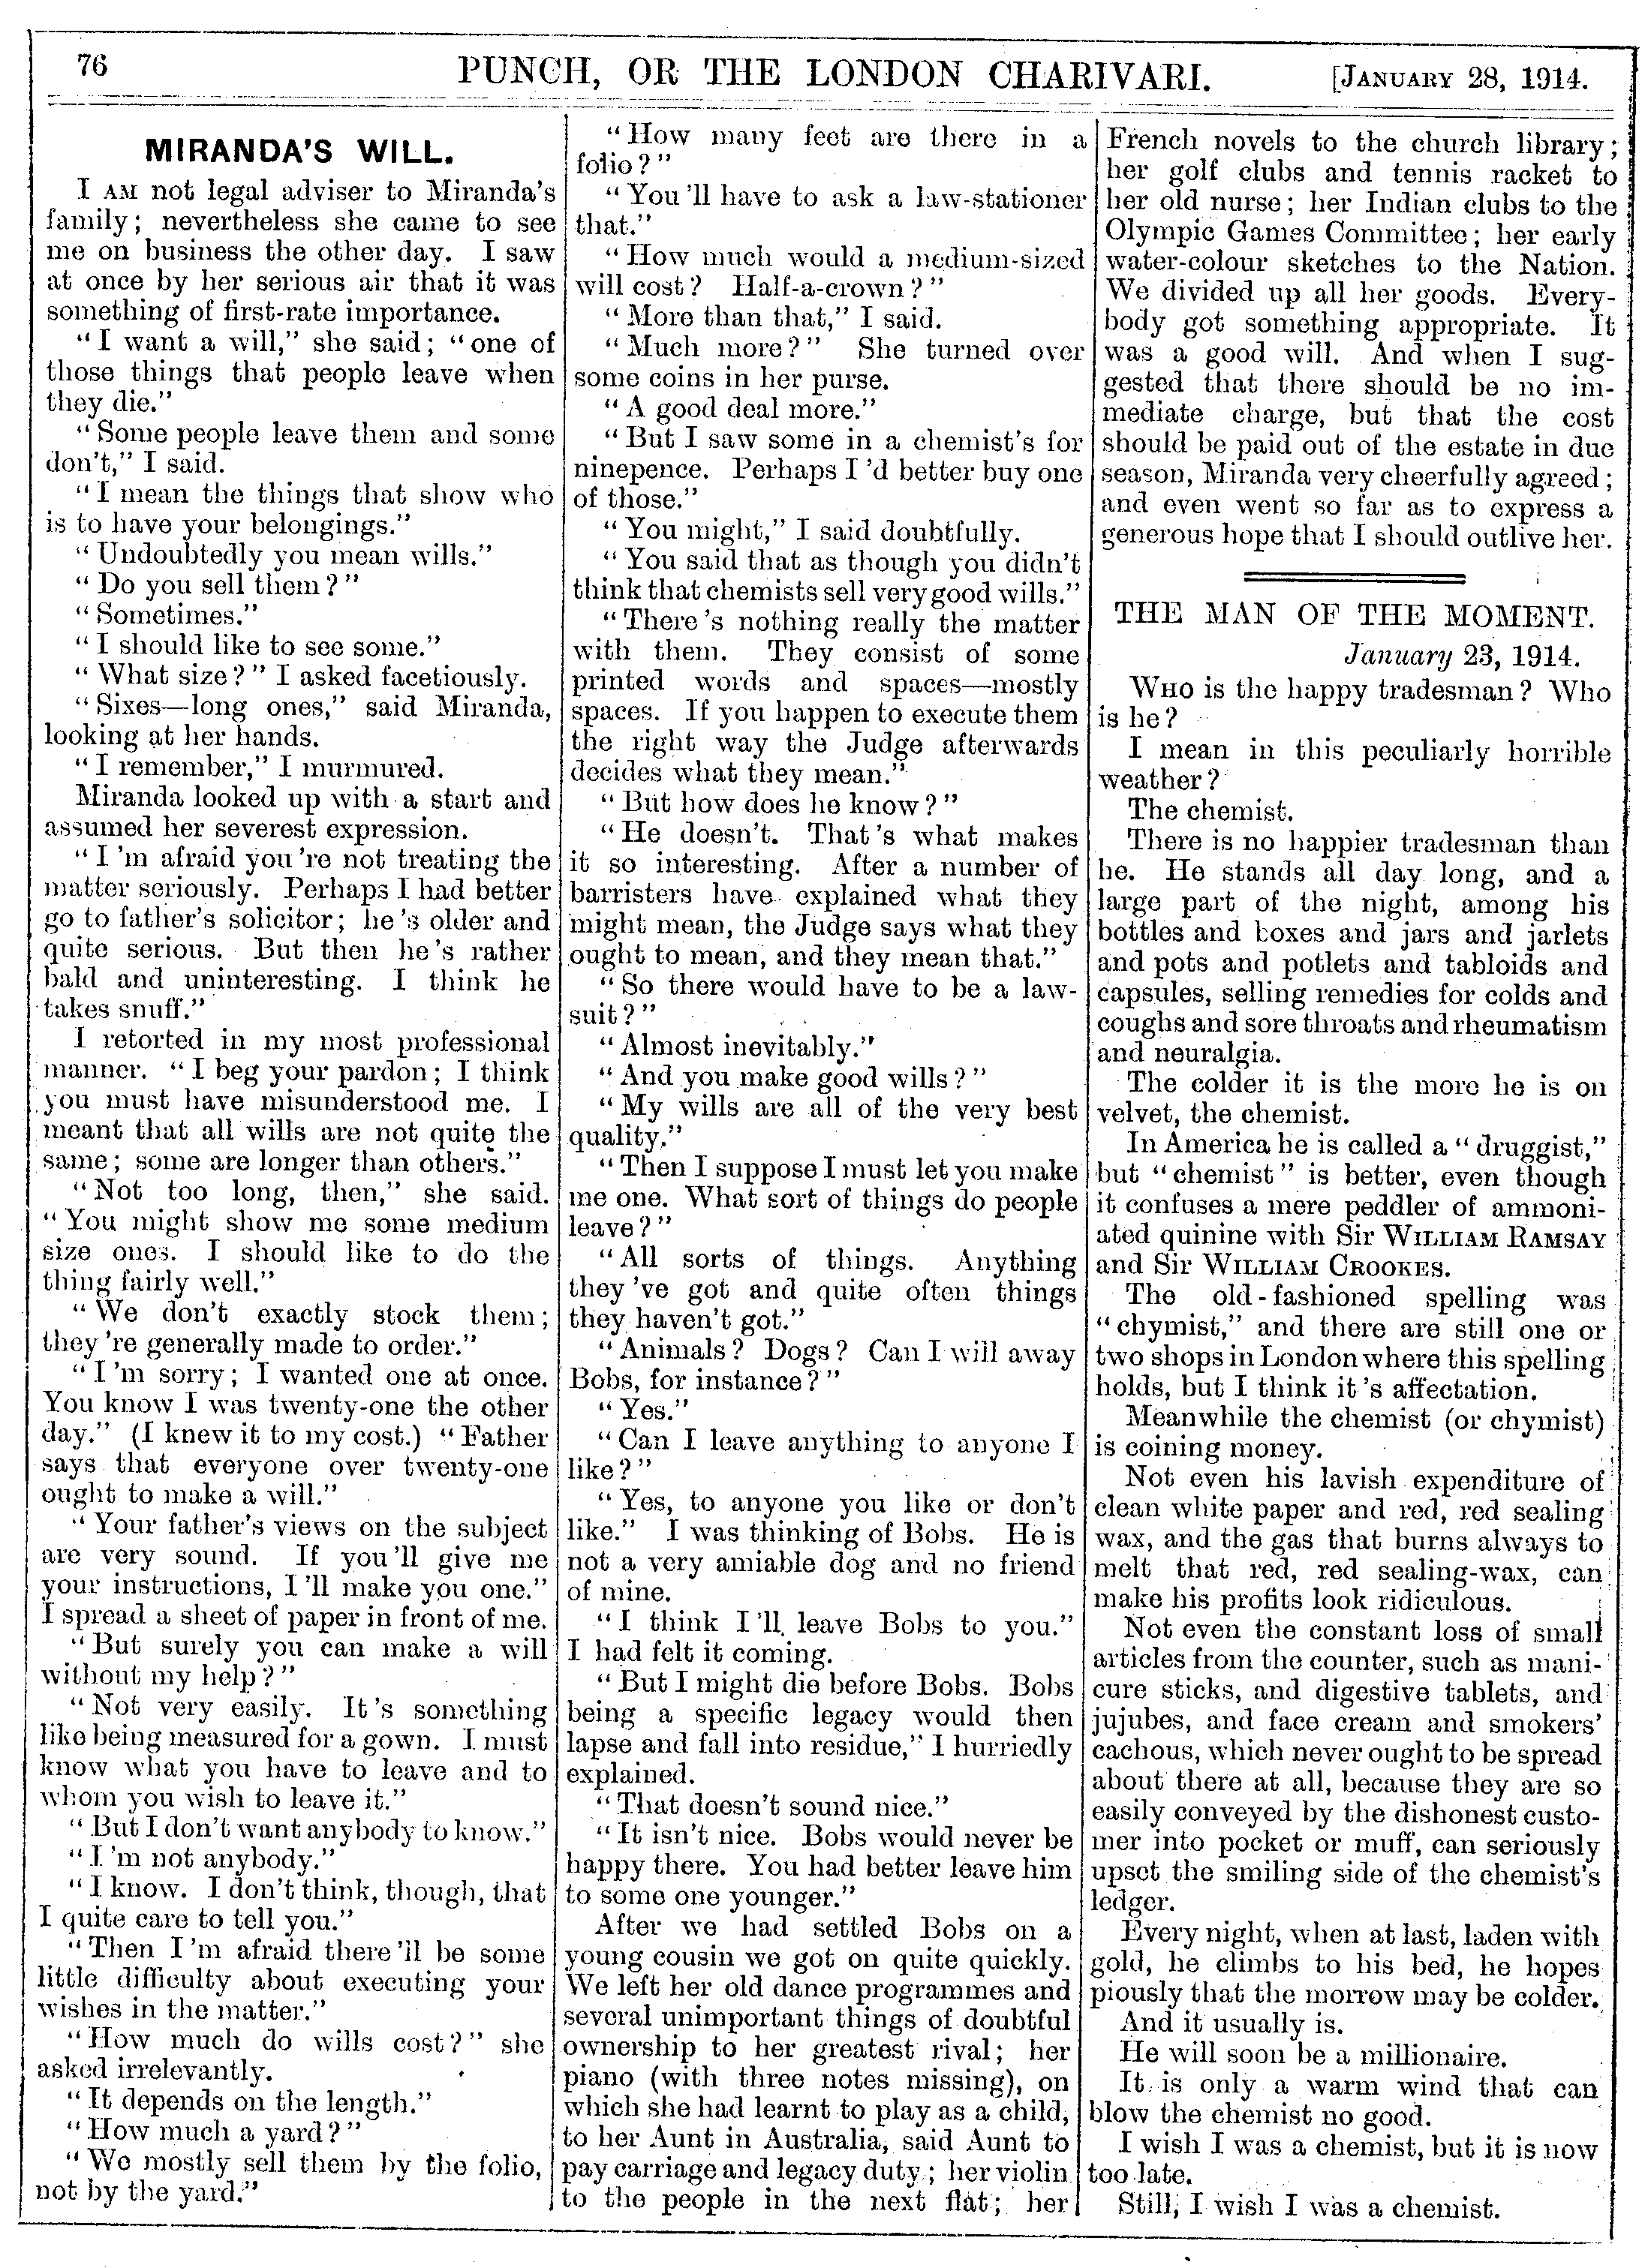 76
PUNCH, OR THE LONDON CHARIVARI.
[JANUARY 28, 1914.
MIRANDA'S WILL.
I AM not legal adviser to Miranda's
family; nevertheless she came to see
me on business the other day. I saw
at once by her serious air that it was
something of first-rate importance.
"I want a will," she said; "one of
those things that people leave when
they die."
"Some people leave them and some
don't," I said.
"I mean the things that show who
is to have your belongings."
"Undoubtedly you mean wills."
"Do you sell them?"
"Sometimes."
"I should like to see some."
"What size?" I asked facetiously.
"Sixes—long ones," said Miranda,
looking at her hands.
"I remember," I murmured.
Miranda looked up with a start and
assumed her severest expression.
"I'm afraid you're not treating the
matter seriously. Perhaps I had better
go to father's solicitor; he's older and
quite serious. But then he's rather
bald and uninteresting. I think he
takes snuff."
I retorted in my most professional
manner. "I beg your pardon; I think
you must have misunderstood me. I
meant that all wills are not quite the
same; some are longer than others."
"Not too long, then," she said.
"You might show me some medium
size ones. I should like to do the
thing fairly well."
"We don't exactly stock them;
they're generally made to order."
"I'm sorry; I wanted one at once.
You know I was twenty-one the other
day." (I knew it to my cost.) "Father
says that everyone over twenty-one
ought to make a will."
"Your father's views on the subject
are very sound. If you'll give me
your instructions, I'll make you one."
I spread a sheet of paper in front of me.
"But surely you can make a will
without my help?"
"Not very easily. It's something
like being measured for a gown. I must
know what you have to leave and to
whom you wish to leave it."
"But I don't want anybody to know."
"I'm not anybody."
"I know. I don't think, though, that
I quite care to tell you."
"Then I'm afraid there'll be some
little difficulty about executing your
wishes in the matter."
"How much do wills cost?" she
asked irrelevantly.
"It depends on the length."
"How much a yard?"
"We mostly sell them by the folio,
not by the yard."
"How many feet are there in a
folio?"
"You'll have to ask a law-stationer
that."
"How much would a medium-sized
will cost? Half-a-crown?"
"More than that," I said.
"Much more?" She turned over
some coins in her purse.
"A good deal more."
"But I saw some in a chemist's for
ninepence. Perhaps I'd better buy one
of those."
"You might," I said doubtfully.
"You said that as though you didn't
think that chemists sell very good wills."
"There's nothing really the matter
with them. They consist of some
printed words and spaces—mostly
spaces. If you happen to execute them
the right way the Judge afterwards
decides what they mean."
"But how does he know?"
"He doesn't. That's what makes
it so interesting. After a number of
barristers have explained what they
might mean, the Judge says what they
ought to mean, and they mean that."
"So there would have to be a law-
suit?"
"Almost inevitably."
"And you make good wills?"
"My wills are all of the very best
quality."
"Then I suppose I must let you make
me one. What sort of things do people
leave?"
"All sorts of things. Anything
they've got and quite often things
they haven't got."
"Animals? Dogs? Can I will away
Bobs, for instance?"
"Yes."
"Can I leave anything to anyone I
like?"
"Yes, to anyone you like or don't
like." I was thinking of Bobs. He is
not a very amiable dog and no friend
of mine.
"I think I'll leave Bobs to you."
I had felt it coming.
"But I might die before Bobs. Bobs
being a specific legacy would then
lapse and fall into residue," I hurriedly
explained.
"That doesn't sound nice."
"It isn't nice. Bobs would never be
happy there. You had better leave him
to some one younger."
After we had settled Bobs on a
young cousin we got on quite quickly.
We left her old dance programmes and
several unimportant things of doubtful
ownership to her greatest rival; her
piano (with three notes missing), on
which she had learnt to play as a child,
to her Aunt in Australia, said Aunt to
pay carriage and legacy duty; her violin
to the people in the next flat; her
French novels to the church library;
her golf clubs and tennis racket to
her old nurse; her Indian clubs to the
Olympic Games Committee; her early
water-colour sketches to the Nation.
We divided up all her goods. Every-
body got something appropriate. It
was a good will. And when I sug-
gested that there should be no im-
mediate charge, but that the cost
should be paid out of the estate in due
season, Miranda very cheerfully agreed;
and even went so far as to express a
generous hope that I should outlive her.
THE MAN OF THE MOMENT.
January 23, 1914.
WHO is the happy tradesman? Who
is he?
I mean in this peculiarly horrible
weather?
The chemist.
There is no happier tradesman than
he. He stands all day long, and a
large part of the night, among his
bottles and boxes and jars and jarlets
and pots and potlets and tabloids and
capsules, selling remedies for colds and
coughs and sore throats and rheumatism
and neuralgia.
The colder it is the more he is on
velvet, the chemist.
In America he is called a "druggist,"
but "chemist" is better, even though
it confuses a mere peddler of ammoni-
ated quinine with Sir WILLIAM RAMSAY
and Sir WILLIAM CROOKES.
The old-fashioned spelling was
"chymist," and there are still one or
two shops in London where this spelling
holds, but I think it's affectation.
Meanwhile the chemist (or chymist)
is coining money.
Not even his lavish expenditure of
clean white paper and red, red sealing
wax, and the gas that burns always to
melt that red, red sealing-wax, can
make his profits look ridiculous.
Not even the constant loss of small
articles from the counter, such as mani-
cure sticks, and digestive tablets, and
jujubes, and face cream and smokers'
cachous, which never ought to be spread
about there at all, because they are so
easily conveyed by the dishonest custo-
mer into pocket or muff, can seriously
upset the smiling side of the chemist's
ledger.
Every night, when at last, laden with
gold, he climbs to his bed, he hopes
piously that the morrow may be colder.
And it usually is.
He will soon be a millionaire.
It is only a warm wind that can
blow the chemist no good.
I wish I was a chemist, but it is now
too late.
Still, I wish I was a chemist.